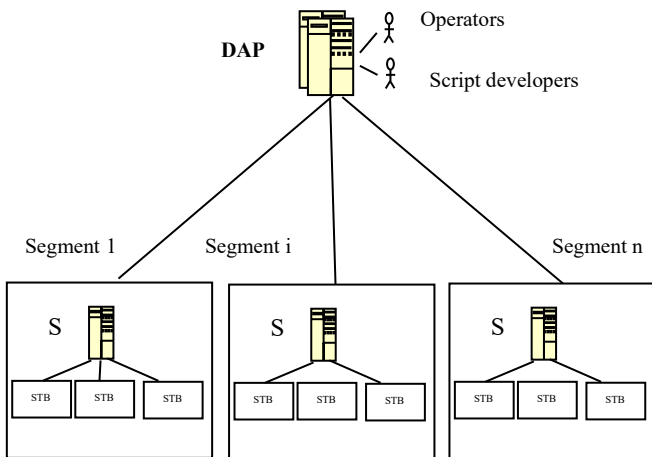 Operators
DAP
Script developers
Segment 1
Segment i
Segment n
S
S
S
STB
STB
STB
STB
STB
STB
STB
STB
STB